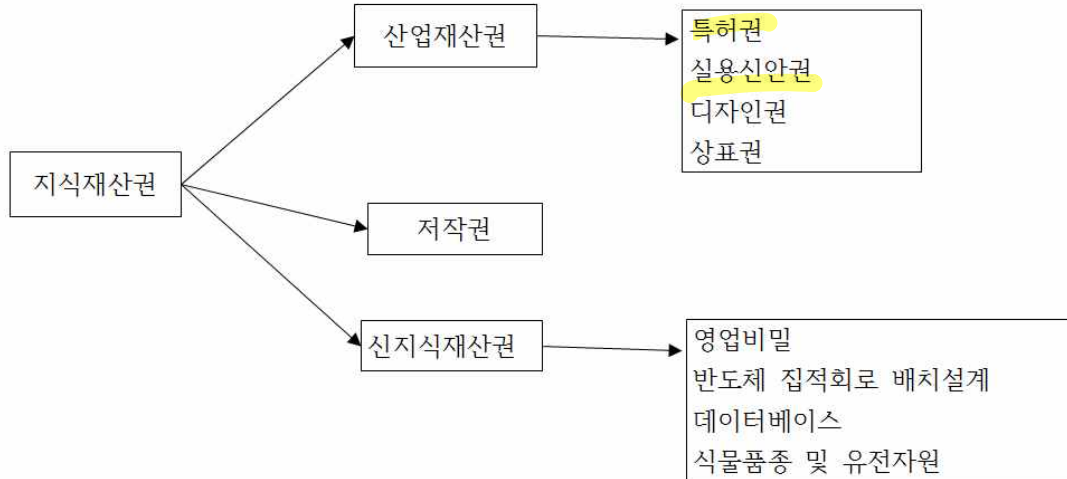 지식재산권
산업재산권
특허권
실용신안권
디자인권
상표권
저작권
신지식재산권
영업비밀
반도체 집적회로 배치설계
데이터베이스
식물품종 및 유전자원